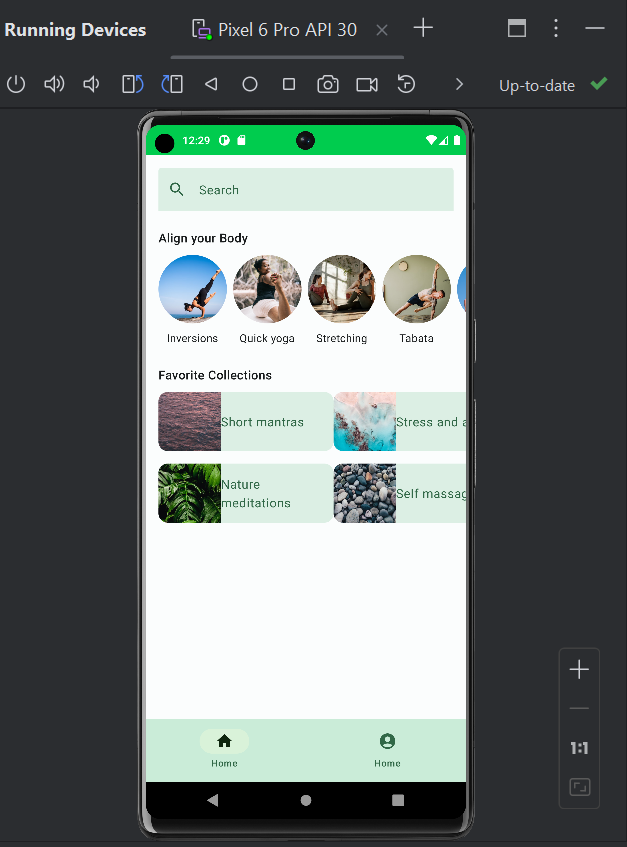 Running Devices
Pixel 6 Pro API 30
Up-to-date
12:29
Search
Align your Body
Inversions
Quick yoga
Stretching
Tabata
Favorite Collections
Short mantras
Stress and a
Nature
meditations
Self massag
Home
Home
1:1